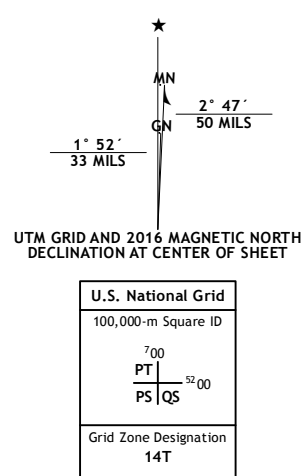 ★
MN
2° 47´
50 MILS
GN
1° 52´
33 MILS
UTM GRID AND 2016 MAGNETIC NORTH
DECLINATION AT CENTER OF SHEET
U.S. National Grid
100,000-m Square ID
700
PT
5200
PS QS
Grid Zone Designation
14T